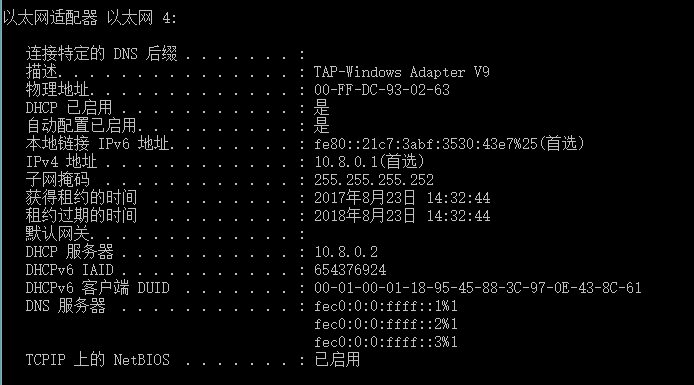 以太网适配器 以太网 4:
连接特定的 DNS 后缀 . . . . . . . :
描述. . . . . . . . . . . . . . . : TAP-Windows Adapter V9
物理地址. . . . . . . . . . . . . : 00-FF-DC-93-02-63
DHCP 已启用 . . . . . . . . . . . : 是
自动配置已启用. . . . . . . . . . : 是
本地链接 IPv6 地址. . . . . . . . : fe80::21c7:3abf:3530:43e7%25(首选)
IPv4 地址 . . . . . . . . . . . . : 10.8.0.1(首选)
子网掩码  . . . . . . . . . . . . : 255.255.255.252
获得租约的时间  . . . . . . . . . : 2017年8月23日 14:32:44
租约过期的时间  . . . . . . . . . : 2018年8月23日 14:32:44
默认网关. . . . . . . . . . . . . :
DHCP 服务器 . . . . . . . . . . . : 10.8.0.2
DHCPv6 IAID . . . . . . . . . . . : 654376924
DHCPv6 客户端 DUID  . . . . . . . : 00-01-00-01-18-95-45-88-3C-97-0E-43-8C-61
DNS 服务器  . . . . . . . . . . . : fec0:0:0:ffff::1%1
fec0:0:0:ffff::2%1
fec0:0:0:ffff::3%1
TCPIP 上的 NetBIOS  . . . . . . . : 已启用